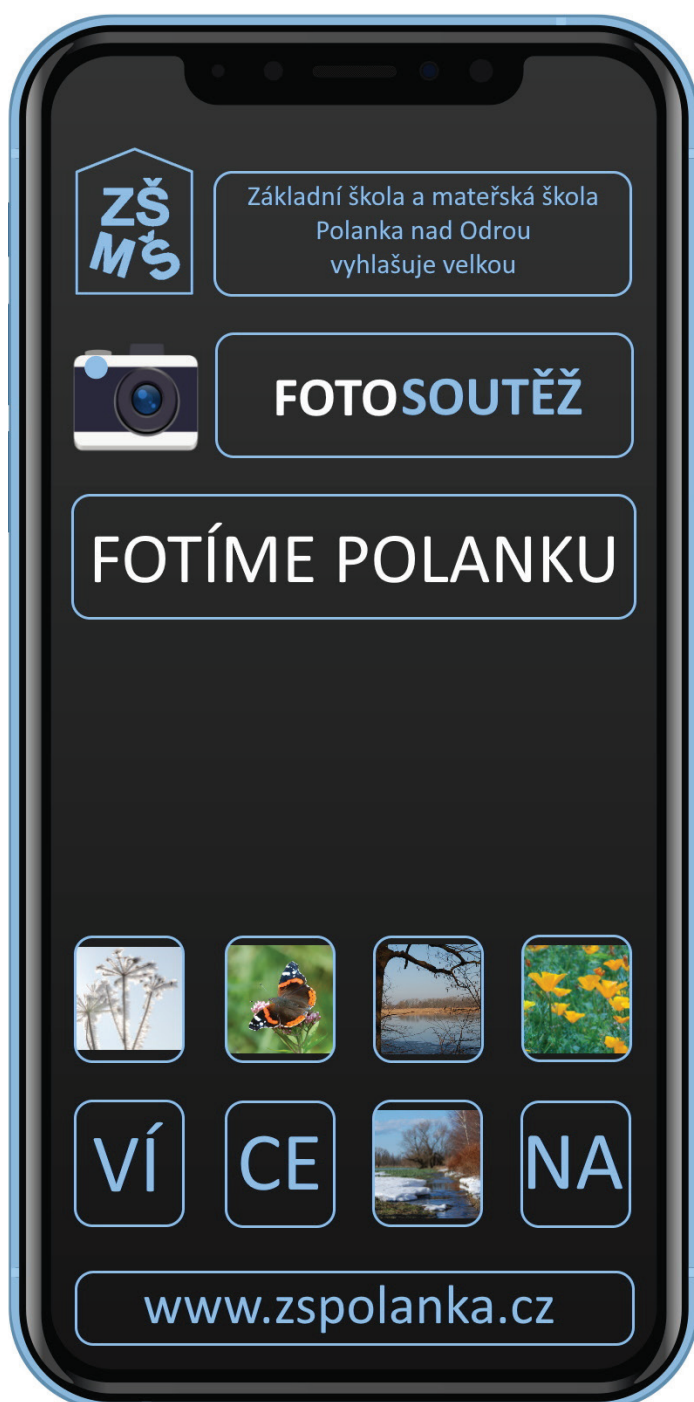 ZŠ
MŠ
Základní škola a mateřská škola
Polanka nad Odrou
vyhlašuje velkou
FOTOSOUTĚŽ
FOTÍME POLANKU
VÍ CE NA
www.zspolanka.cz